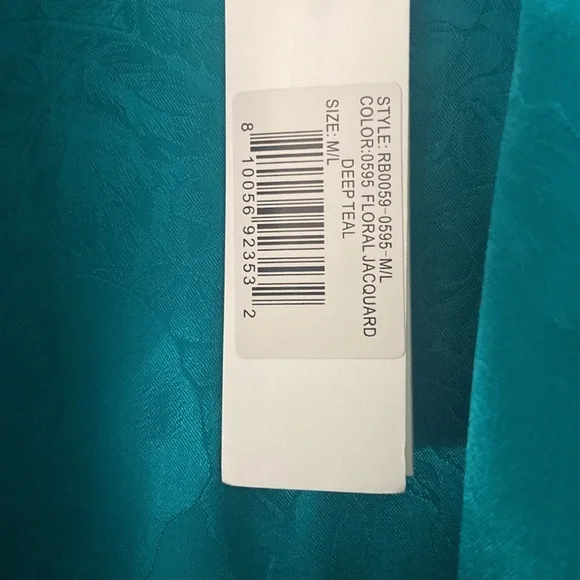 STYLE: RB0059-0595-M/L
COLOR:0595 FLORAL JACQUARD
DEEP TEAL
SIZE: M/L
8 10056 92353 2